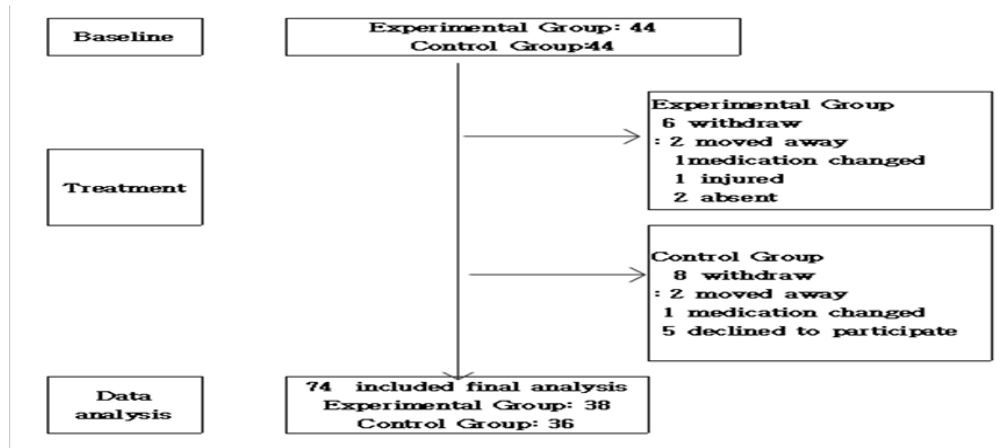 Baseline
Experimental Group: 44
Control Group:44
Experimental Group
6 withdraw
: 2 moved away
1medication changed
1 injured
2 absent
Treatment
Control Group
8 withdraw
: 2 moved away
1 medication changed
5 declined to participate
Data
analysis
74 included final analysis
Experimental Group: 38
Control Group: 36